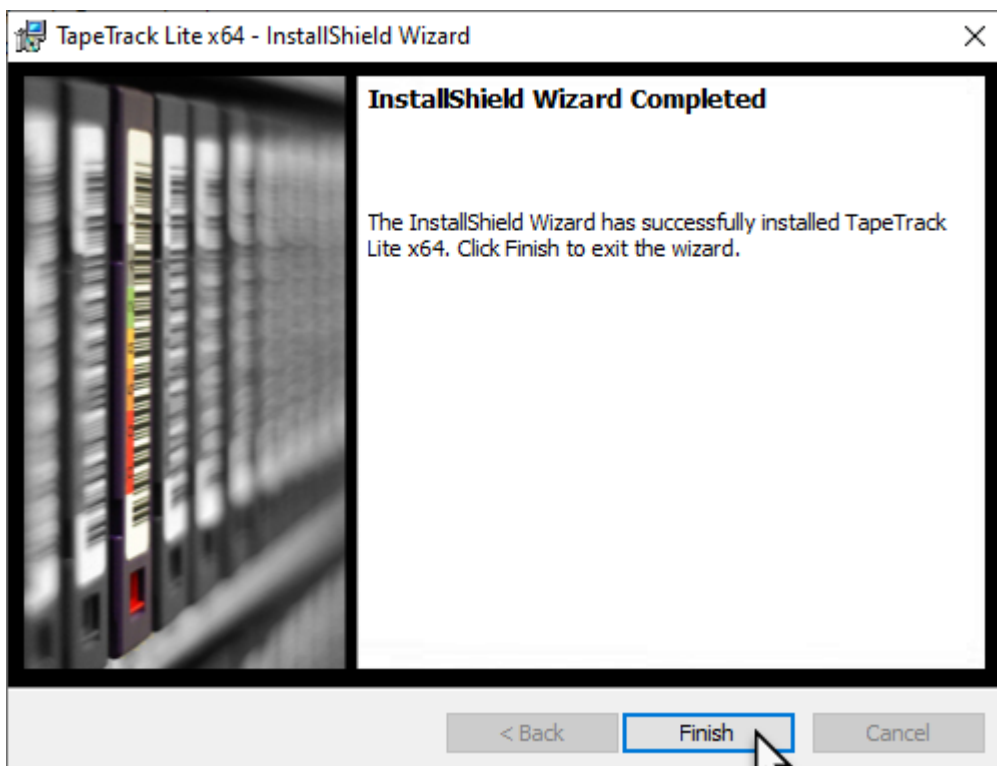 TapeTrack Lite x64 - InstallShield Wizard
InstallShield Wizard Completed
The InstallShield Wizard has successfully installed TapeTrack
Lite x64. Click Finish to exit the wizard.
< Back
Finish
Cancel